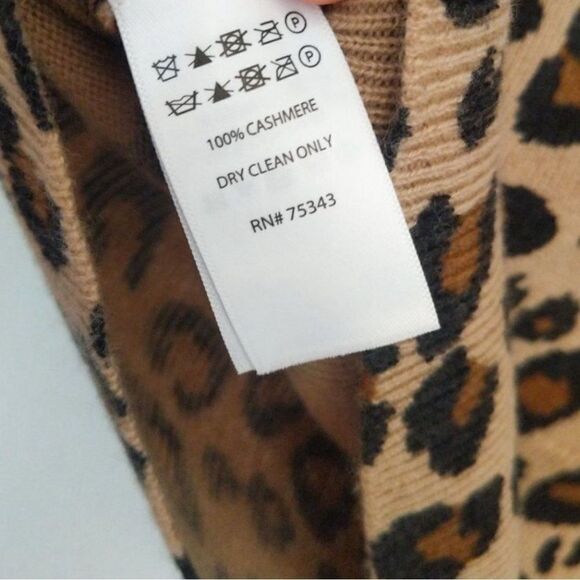 P
P
100% CASHMERE
DRY CLEAN ONLY
RN# 75343